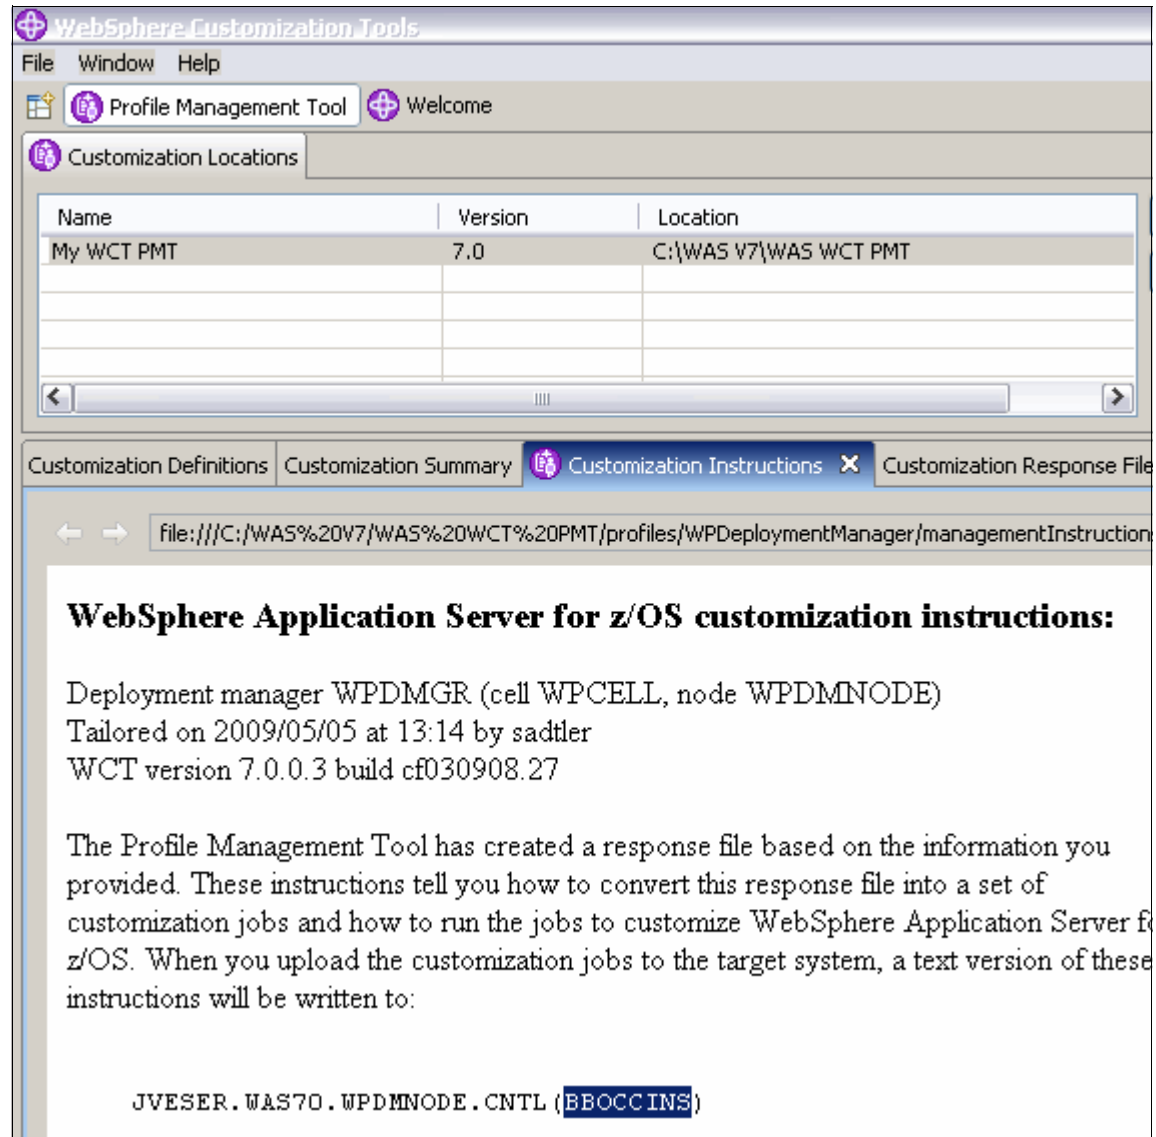 WebSphere Customization Tools
File Window Help
Profile Management Tool Welcome
Customization Locations
Name Version Location
My WCT PMT 7.0 C:\WAS V7\WAS WCT PMT
Customization Definitions Customization Summary Customization Instructions Customization Response File
file:///C:/WAS%20V7/WAS%20WCT%20PMT/profiles/WPDeploymentManager/managementInstruction
WebSphere Application Server for z/OS customization instructions:
Deployment manager WPDMGR (cell WPCELL, node WPDMNODE)
Tailored on 2009/05/05 at 13:14 by sadtler
WCT version 7.0.0.3 build cf030908.27
The Profile Management Tool has created a response file based on the information you
provided. These instructions tell you how to convert this response file into a set of
customization jobs and how to run the jobs to customize WebSphere Application Server fo
z/OS. When you upload the customization jobs to the target system, a text version of these
instructions will be written to:
JVESER.WAS70.WPDMNODE.CNTL(BBOCCINS)